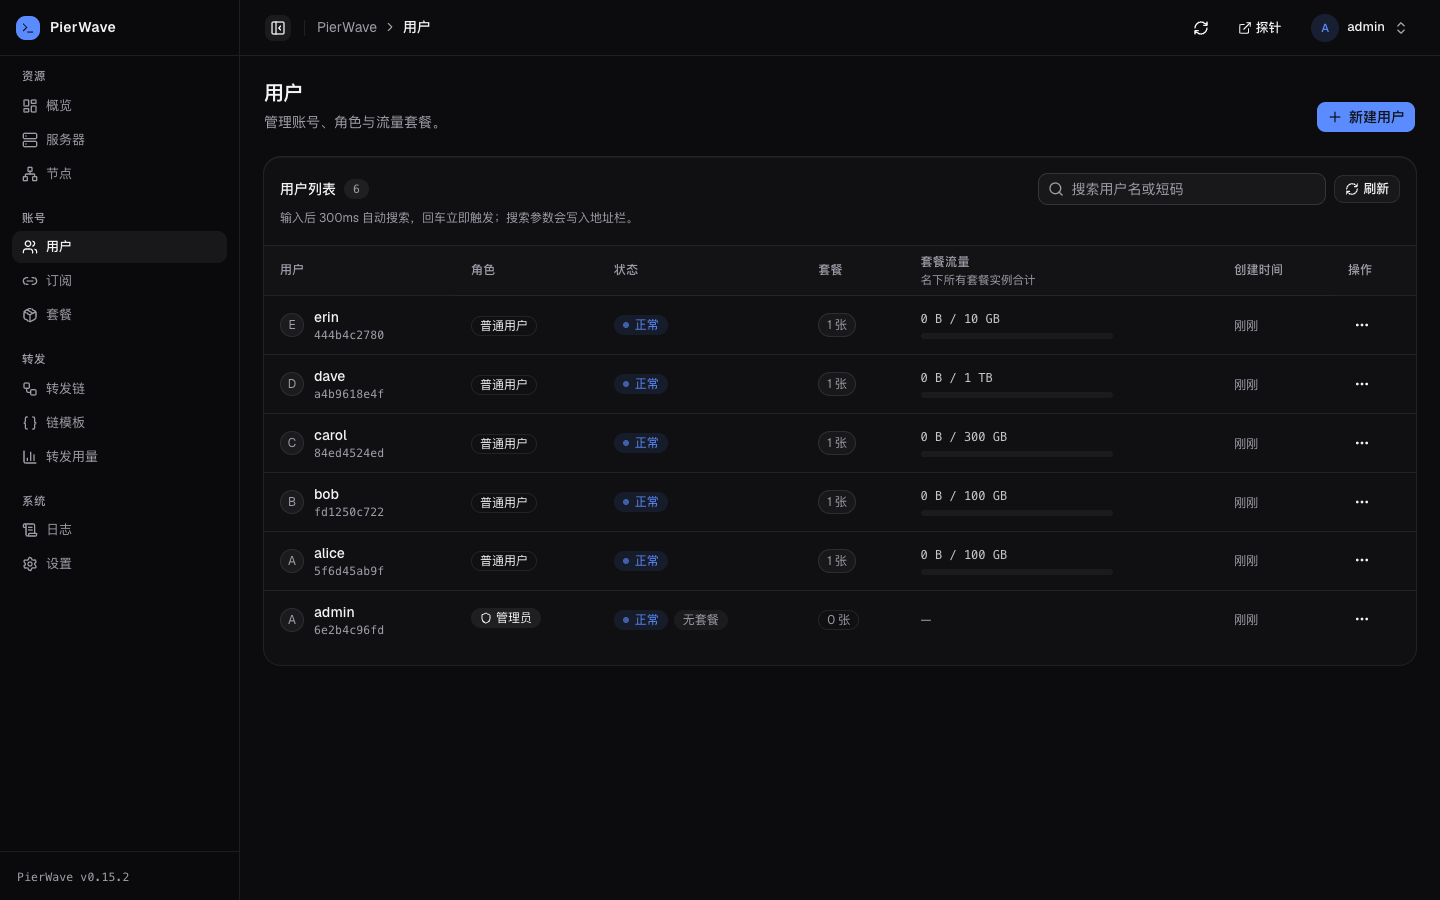 PierWave
PierWave > 用户
探针
A admin
资源
概览
服务器
节点
账号
用户
订阅
套餐
转发
转发链
链模板
转发用量
系统
日志
设置
PierWave v0.15.2
用户
管理账号、角色与流量套餐。
新建用户
用户列表 6
搜索用户名或短码
刷新
输入后 300ms 自动搜索，回车立即触发；搜索参数会写入地址栏。
用户 角色 状态 套餐 套餐流量 创建时间 操作
名下所有套餐实例合计
E erin 普通用户 正常 1 张 0 B / 10 GB 刚刚
444b4c2780
D dave 普通用户 正常 1 张 0 B / 1 TB 刚刚
a4b9618e4f
C carol 普通用户 正常 1 张 0 B / 300 GB 刚刚
84ed4524ed
B bob 普通用户 正常 1 张 0 B / 100 GB 刚刚
fd1250c722
A alice 普通用户 正常 1 张 0 B / 100 GB 刚刚
5f6d45ab9f
A admin 管理员 正常 无套餐 0 张 — 刚刚
6e2b4c96fd